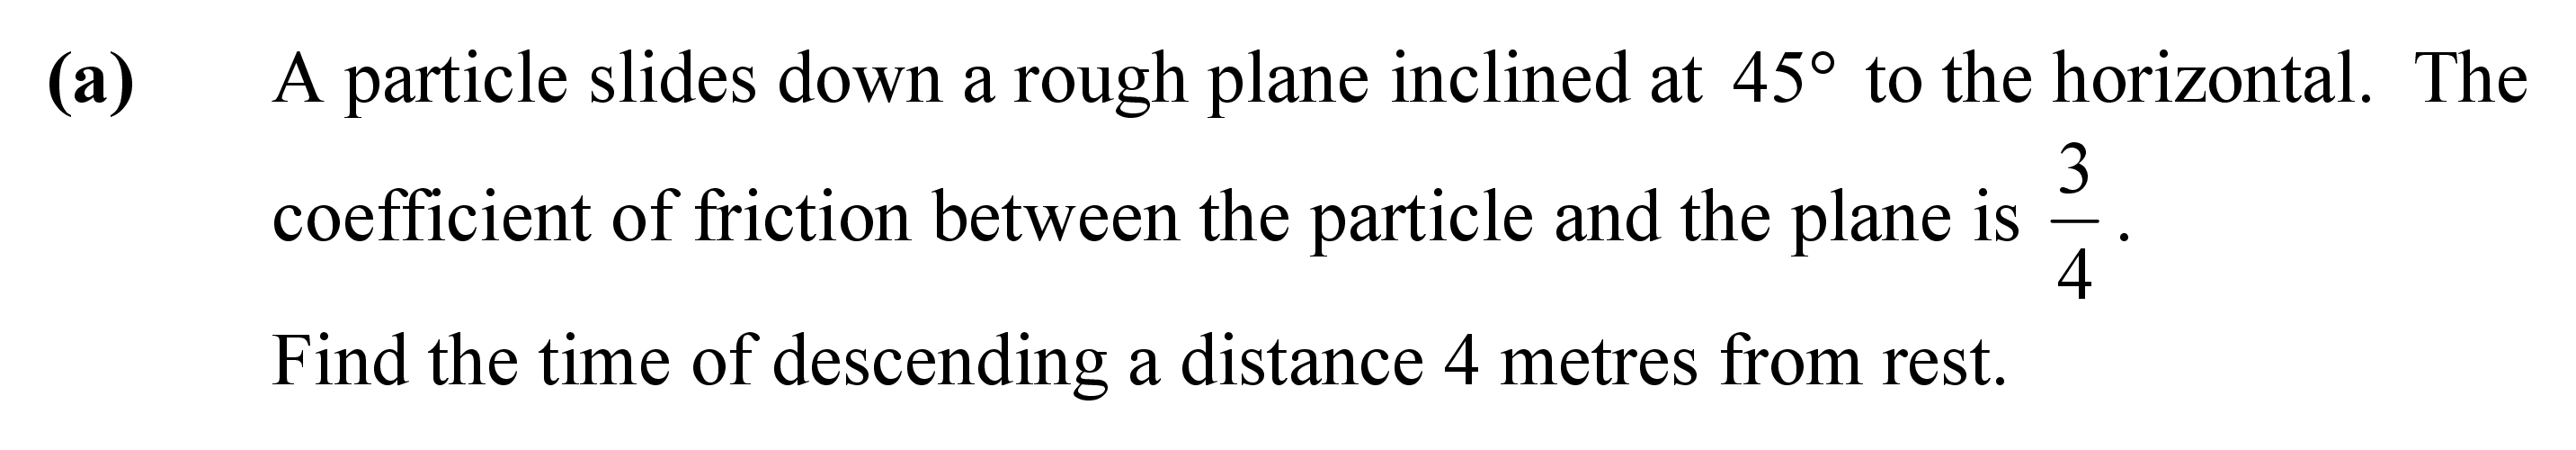 (a) A particle slides down a rough plane inclined at 45° to the horizontal. The
coefficient of friction between the particle and the plane is 3/4.
Find the time of descending a distance 4 metres from rest.